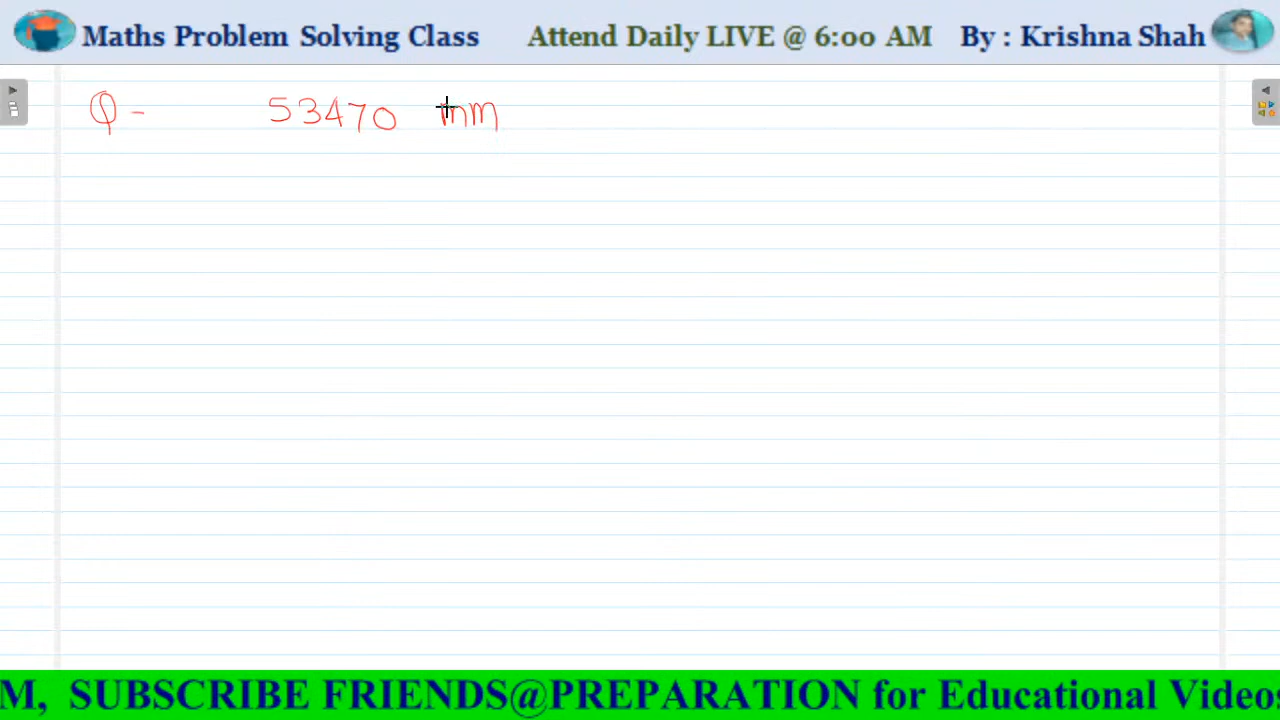 Maths Problem Solving Class Attend Daily LIVE @ 6:00 AM By : Krishna Shah
Q - 53470 mm
M, SUBSCRIBE FRIENDS@PREPARATION for Educational Videos